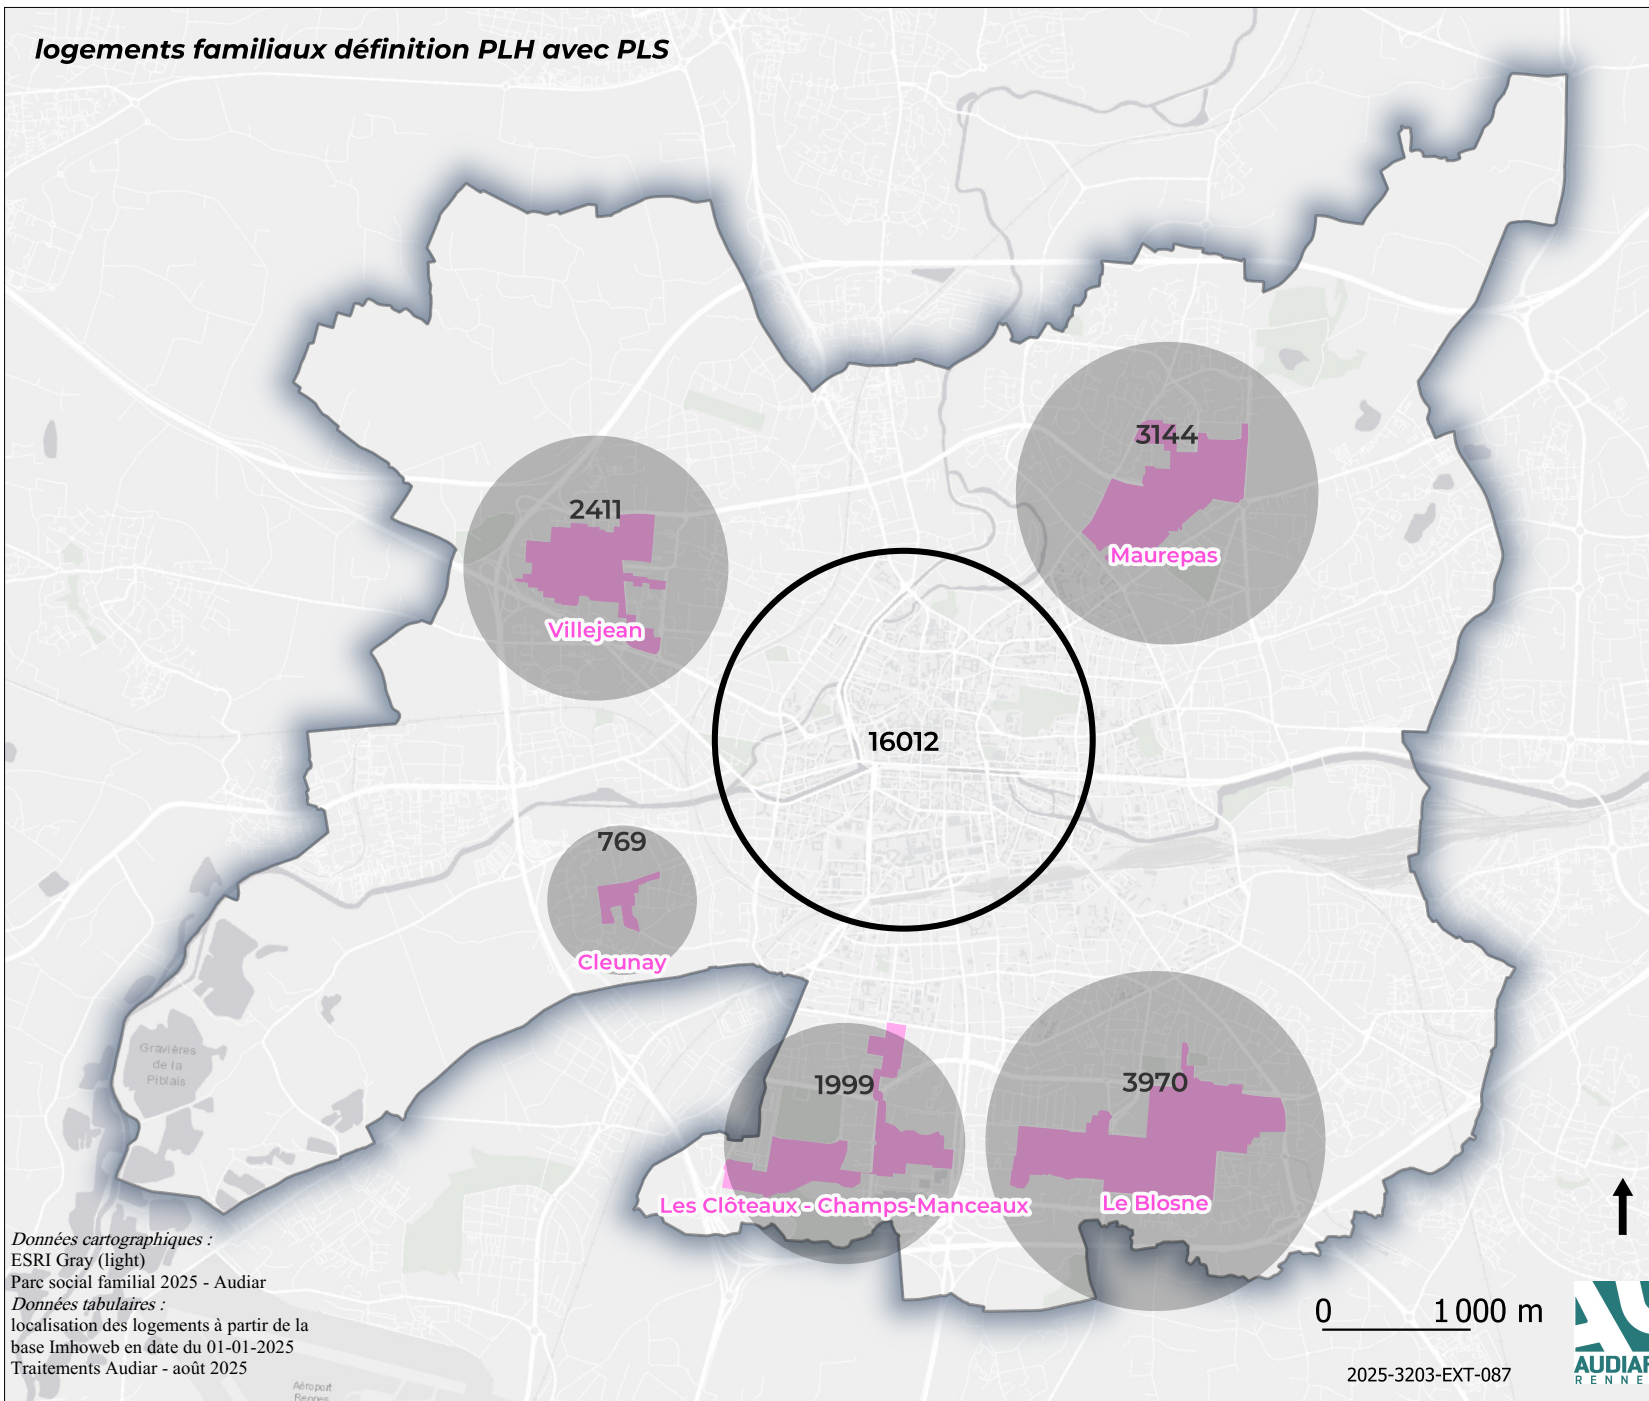 logements familiaux définition PLH avec PLS
3144
Maurepas
2411
Villejean
16012
769
Cleunay
Gravières
de la
Piblais
1999
Les Clôteaux - Champs-Manceaux
3970
Le Blosne
Données cartographiques :
ESRI Gray (light)
Parc social familial 2025 - Audiar
Données tabulaires :
localisation des logements à partir de la
base Imhoweb en date du 01-01-2025
Traitements Audiar - août 2025
Aéroport
Rennes
0 1 000 m
2025-3203-EXT-087
AUDIAR
RENNE